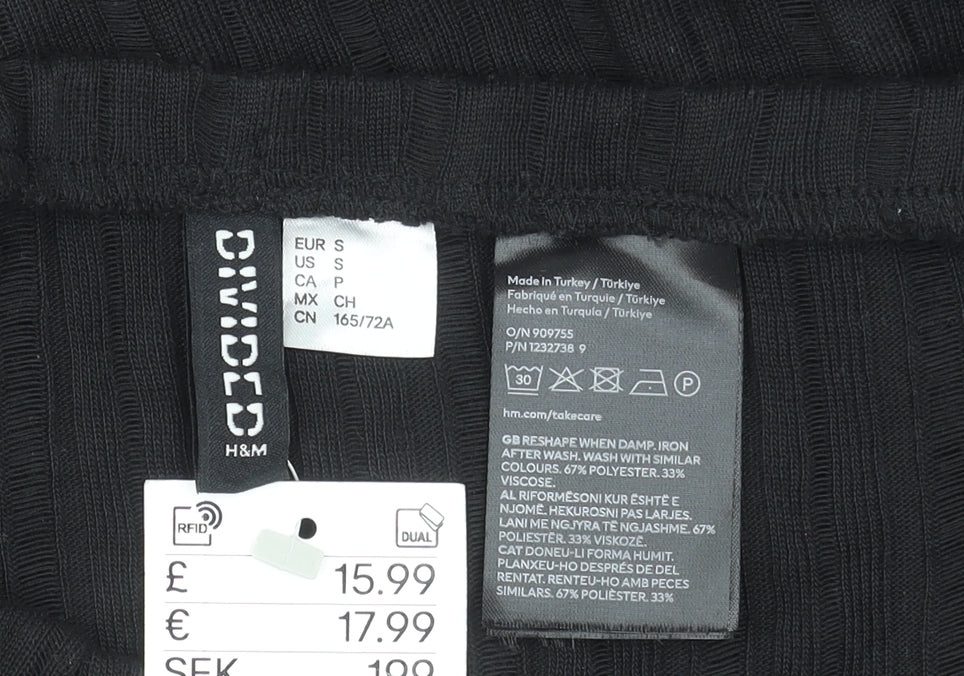 DIVIDED
H&M
EUR S
US S
CA P
MX CH
CN 165/72A
Made in Turkey / Türkiye
Fabriqué en Turquie / Türkiye
Hecho en Turquía / Türkiye
O/N 909755
P/N 1232738 9
30
P
hm.com/takecare
GB RESHAPE WHEN DAMP. IRON
AFTER WASH. WASH WITH SIMILAR
COLOURS. 67% POLYESTER. 33%
VISCOSE.
AL RIFORMËSONI KUR ËSHTË E
NJOMË. HEKUROSNI PAS LARJES.
LANI ME NGJYRA TË NGJASHME. 67%
POLIESTËR. 33% VISKOZË.
CAT DONEU-LI FORMA HUMIT.
PLANXEU-HO DESPRÉS DE DEL
RENTAT. RENTEU-HO AMB PECES
SIMILARS. 67% POLIÈSTER. 33%
RFID
DUAL
£ 15.99
€ 17.99
SEK 199